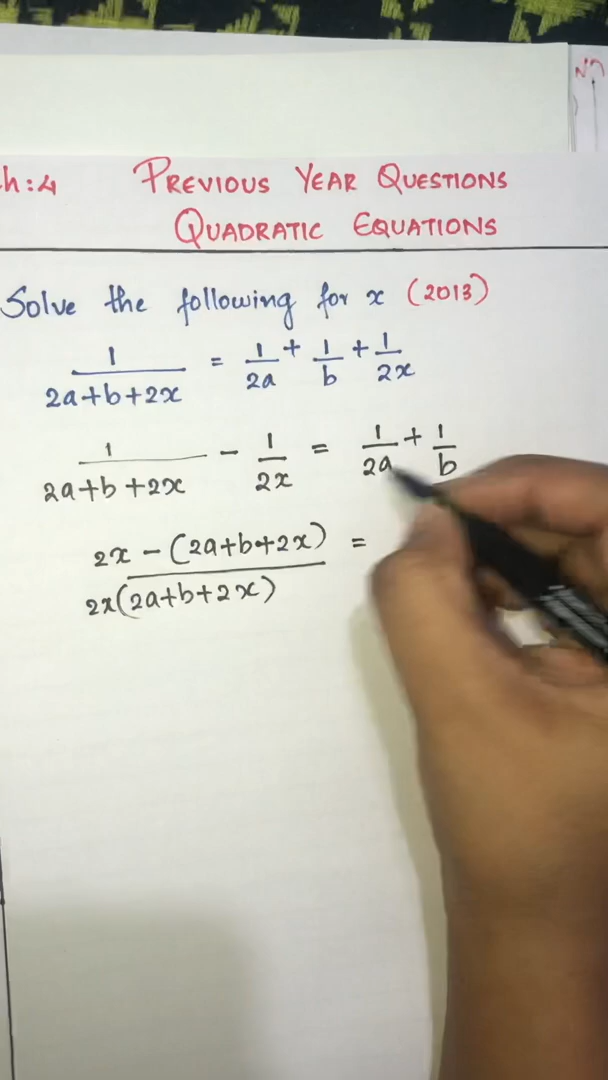 h:4 PREVIOUS YEAR QUESTIONS
QUADRATIC EQUATIONS
Solve the following for x (2013)
1/(2a+b+2x) = 1/2a + 1/b + 1/2x
1/(2a+b+2x) - 1/2x = 1/2a + 1/b
2x - (2a+b+2x)/2x(2a+b+2x) =